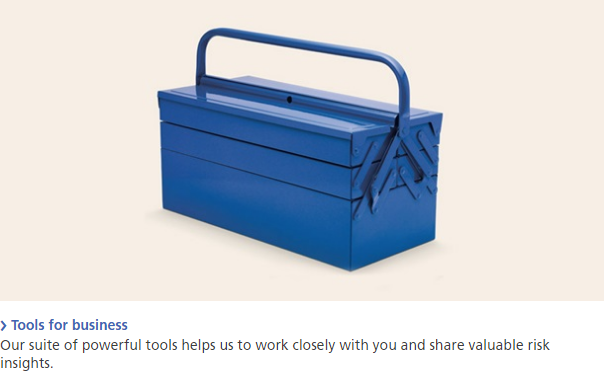 › Tools for business
Our suite of powerful tools helps us to work closely with you and share valuable risk
insights.